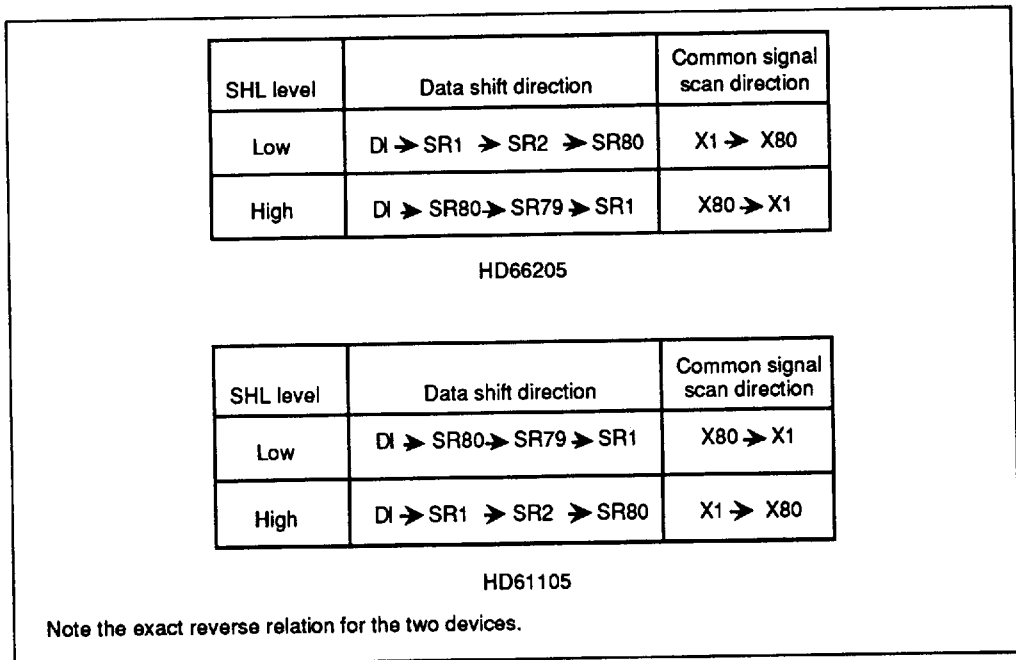 SHL level Data shift direction Common signal scan direction
Low DI ➔ SR1 ➔ SR2 ➔ SR80 X1 ➔ X80
High DI ➔ SR80 ➔ SR79 ➔ SR1 X80 ➔ X1
HD66205
SHL level Data shift direction Common signal scan direction
Low DI ➔ SR80 ➔ SR79 ➔ SR1 X80 ➔ X1
High DI ➔ SR1 ➔ SR2 ➔ SR80 X1 ➔ X80
HD61105
Note the exact reverse relation for the two devices.